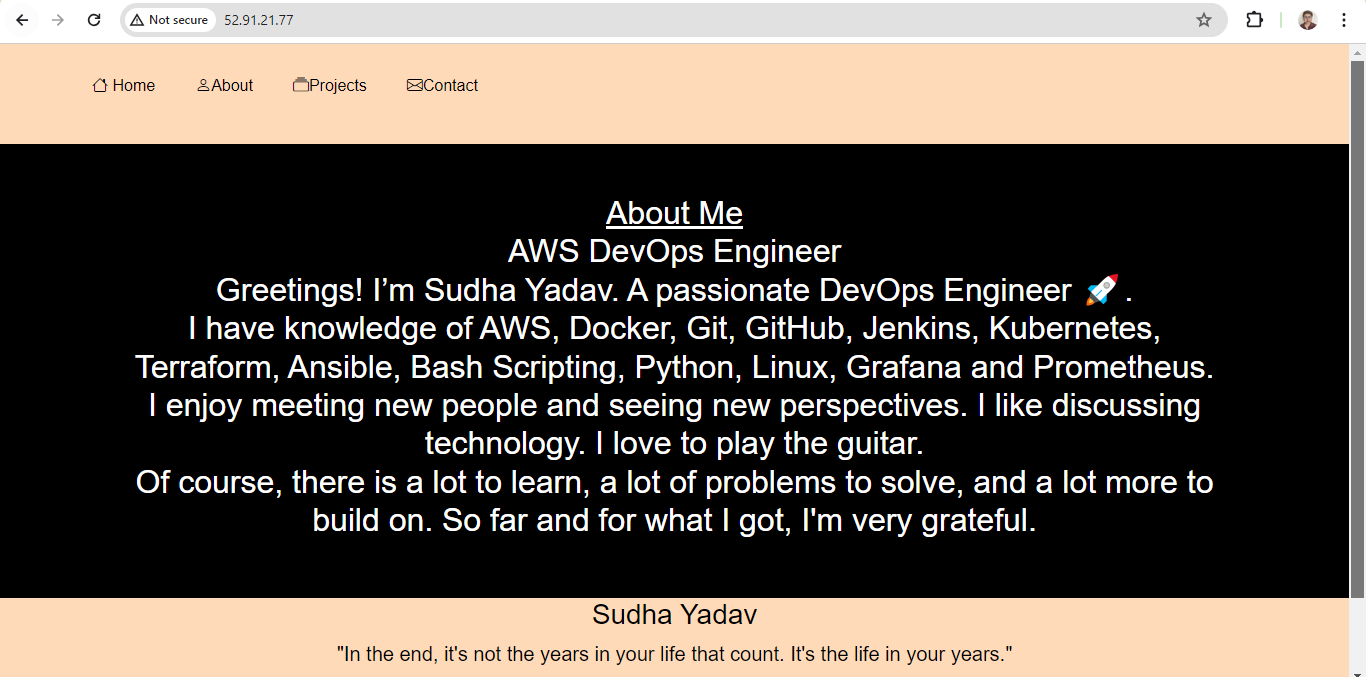 Not secure 52.91.21.77
Home About Projects Contact
About Me
AWS DevOps Engineer
Greetings! I’m Sudha Yadav. A passionate DevOps Engineer 🚀 .
I have knowledge of AWS, Docker, Git, GitHub, Jenkins, Kubernetes,
Terraform, Ansible, Bash Scripting, Python, Linux, Grafana and Prometheus.
I enjoy meeting new people and seeing new perspectives. I like discussing
technology. I love to play the guitar.
Of course, there is a lot to learn, a lot of problems to solve, and a lot more to
build on. So far and for what I got, I'm very grateful.
Sudha Yadav
"In the end, it's not the years in your life that count. It's the life in your years."